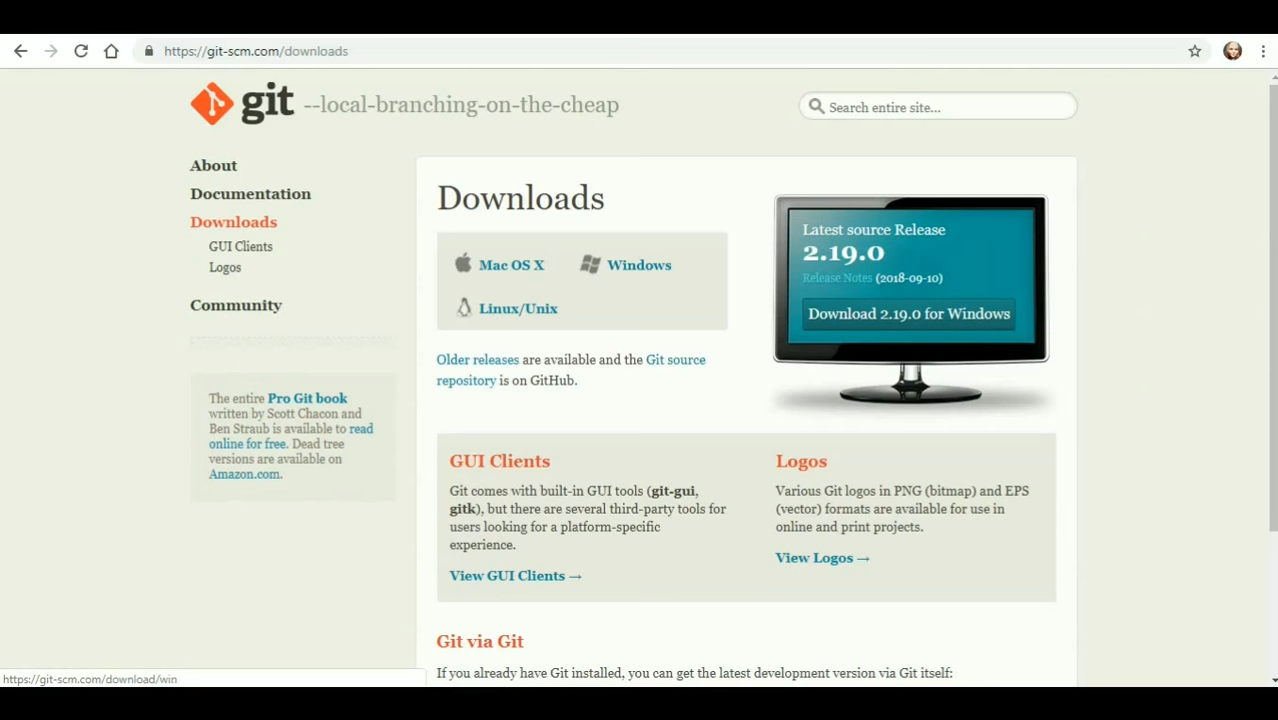 https://git-scm.com/downloads
git --local-branching-on-the-cheap
Search entire site...
About
Documentation
Downloads
GUI Clients
Logos
Community
The entire Pro Git book
written by Scott Chacon and
Ben Straub is available to read
online for free. Dead tree
versions are available on
Amazon.com.
Downloads
Mac OS X
Windows
Linux/Unix
Older releases are available and the Git source
repository is on GitHub.
Latest source Release
2.19.0
Release Notes (2018-09-10)
Download 2.19.0 for Windows
GUI Clients
Git comes with built-in GUI tools (git-gui,
gitk), but there are several third-party tools for
users looking for a platform-specific
experience.
View GUI Clients →
Logos
Various Git logos in PNG (bitmap) and EPS
(vector) formats are available for use in
online and print projects.
View Logos →
Git via Git
If you already have Git installed, you can get the latest development version via Git itself:
https://git-scm.com/download/win